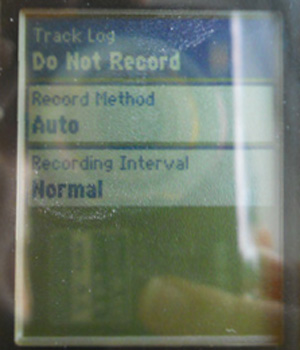 Track Log
Do Not Record
Record Method
Auto
Recording Interval
Normal